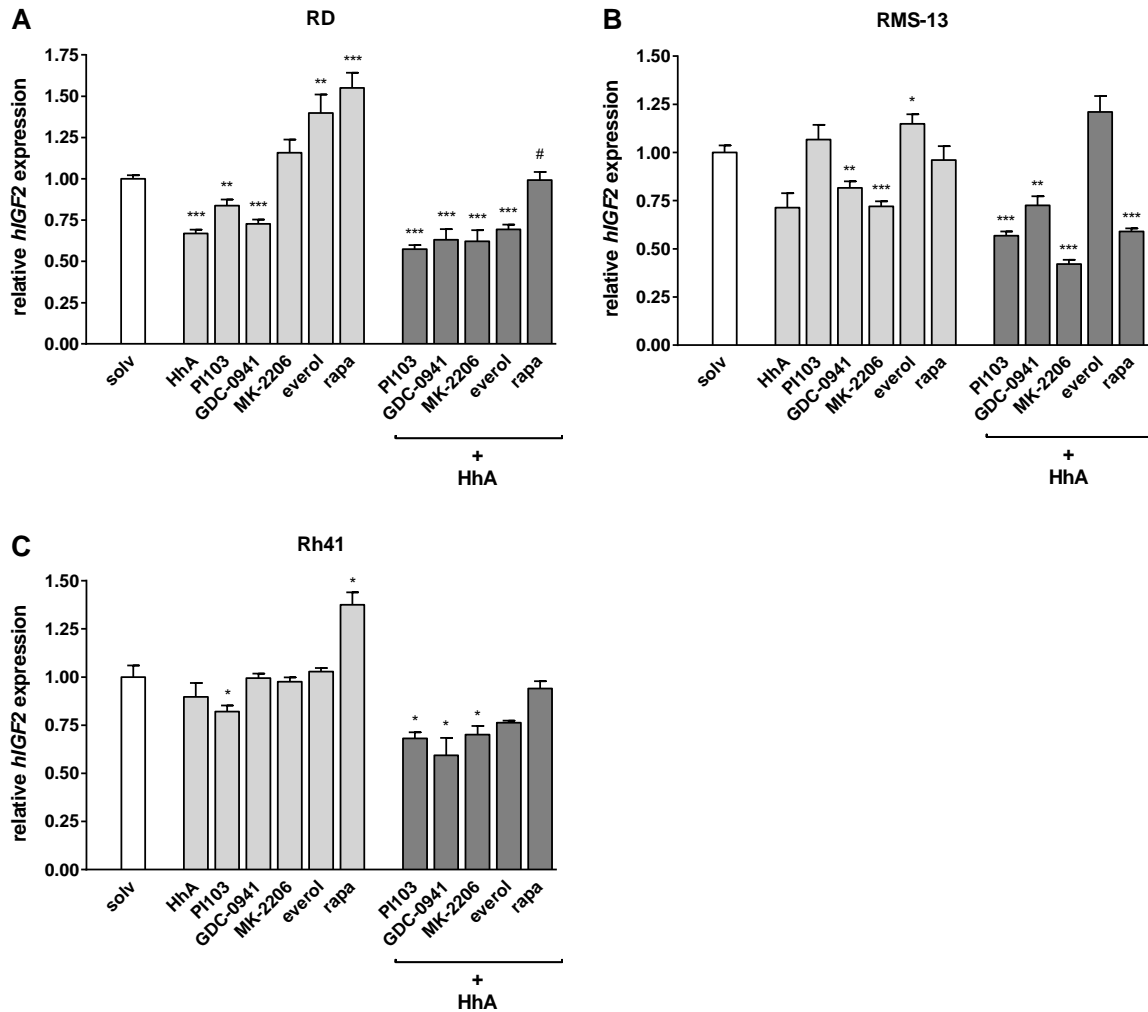 A
RD
relative hIGF2 expression
1.75
1.50
1.25
1.00
0.75
0.50
0.25
0.00
***
**
***
**
***
***
***
***
***
#
solv
HhA
PI103
GDC-0941
MK-2206
everol
rapa
PI103
GDC-0941
MK-2206
everol
rapa
+
HhA
B
RMS-13
relative hIGF2 expression
1.50
1.25
1.00
0.75
0.50
0.25
0.00
**
***
*
***
**
***
***
solv
HhA
PI103
GDC-0941
MK-2206
everol
rapa
PI103
GDC-0941
MK-2206
everol
rapa
+
HhA
C
Rh41
relative hIGF2 expression
1.50
1.25
1.00
0.75
0.50
0.25
0.00
*
*
*
*
*
solv
HhA
PI103
GDC-0941
MK-2206
everol
rapa
PI103
GDC-0941
MK-2206
everol
rapa
+
HhA